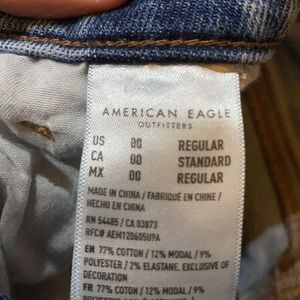 AMERICAN EAGLE
OUTFITTERS
US 00 REGULAR
CA 00 STANDARD
MX 00 REGULAR
MADE IN CHINA / FABRIQUÉ EN CHINE /
HECHO EN CHINA
RN 54485 / CA 03873
RFC# AEM120605U9A
EN 77% COTTON / 12% MODAL / 9%
POLYESTER / 2% ELASTANE. EXCLUSIVE OF
DECORATION
FR 77% COTON / 12% MODAL / 9%